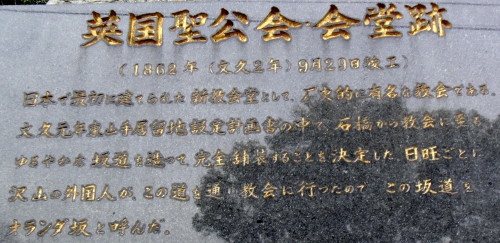 英国聖公会・会堂跡
(1862年(文久2年)9月23日竣工)
日本で最初に建てられた新教会堂として、歴史的に有名な教会である。
文久元年東山手居留地設定計画書の中で、石橋から教会に至る
ゆるやかな坂道を造って、完全舗装することを決定した 日旺ごとに
沢山の外国人が、この道を通い教会に行ったので この坂道を
オランダ坂と呼んだ。